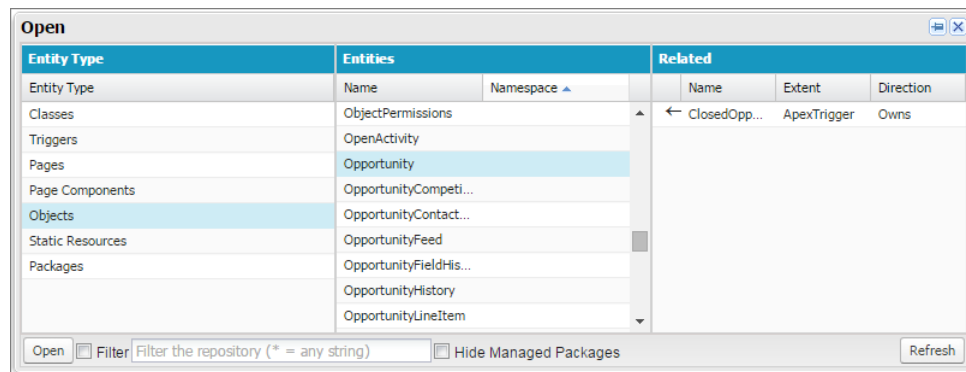 Open
Entity Type
Entities
Related
Entity Type
Name
Namespace
Name
Extent
Direction
Classes
Triggers
Pages
Page Components
Objects
Static Resources
Packages
ObjectPermissions
OpenActivity
Opportunity
OpportunityCompeti...
OpportunityContact...
OpportunityFeed
OpportunityFieldHis...
OpportunityHistory
OpportunityLineItem
ClosedOpp...
ApexTrigger
Owns
Open
Filter
Filter the repository (* = any string)
Hide Managed Packages
Refresh